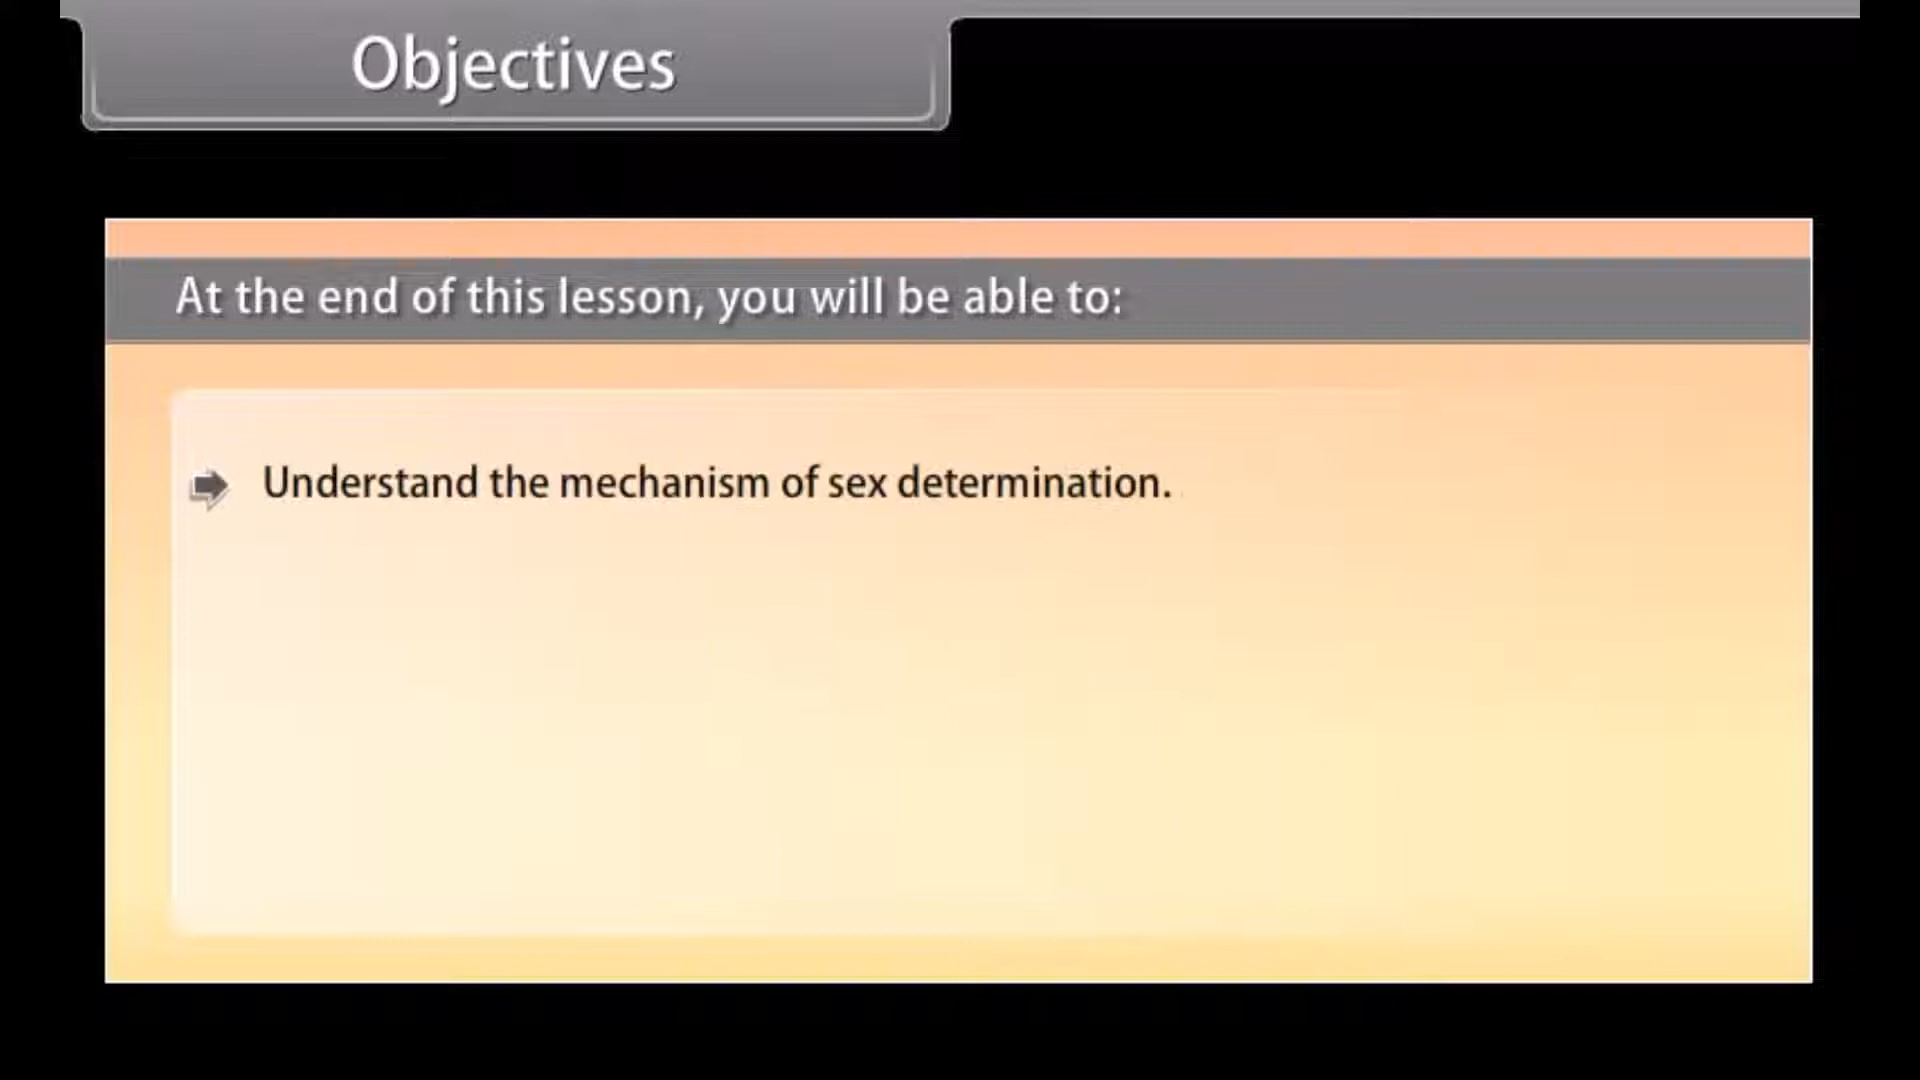 Objectives
At the end of this lesson, you will be able to:
Understand the mechanism of sex determination.